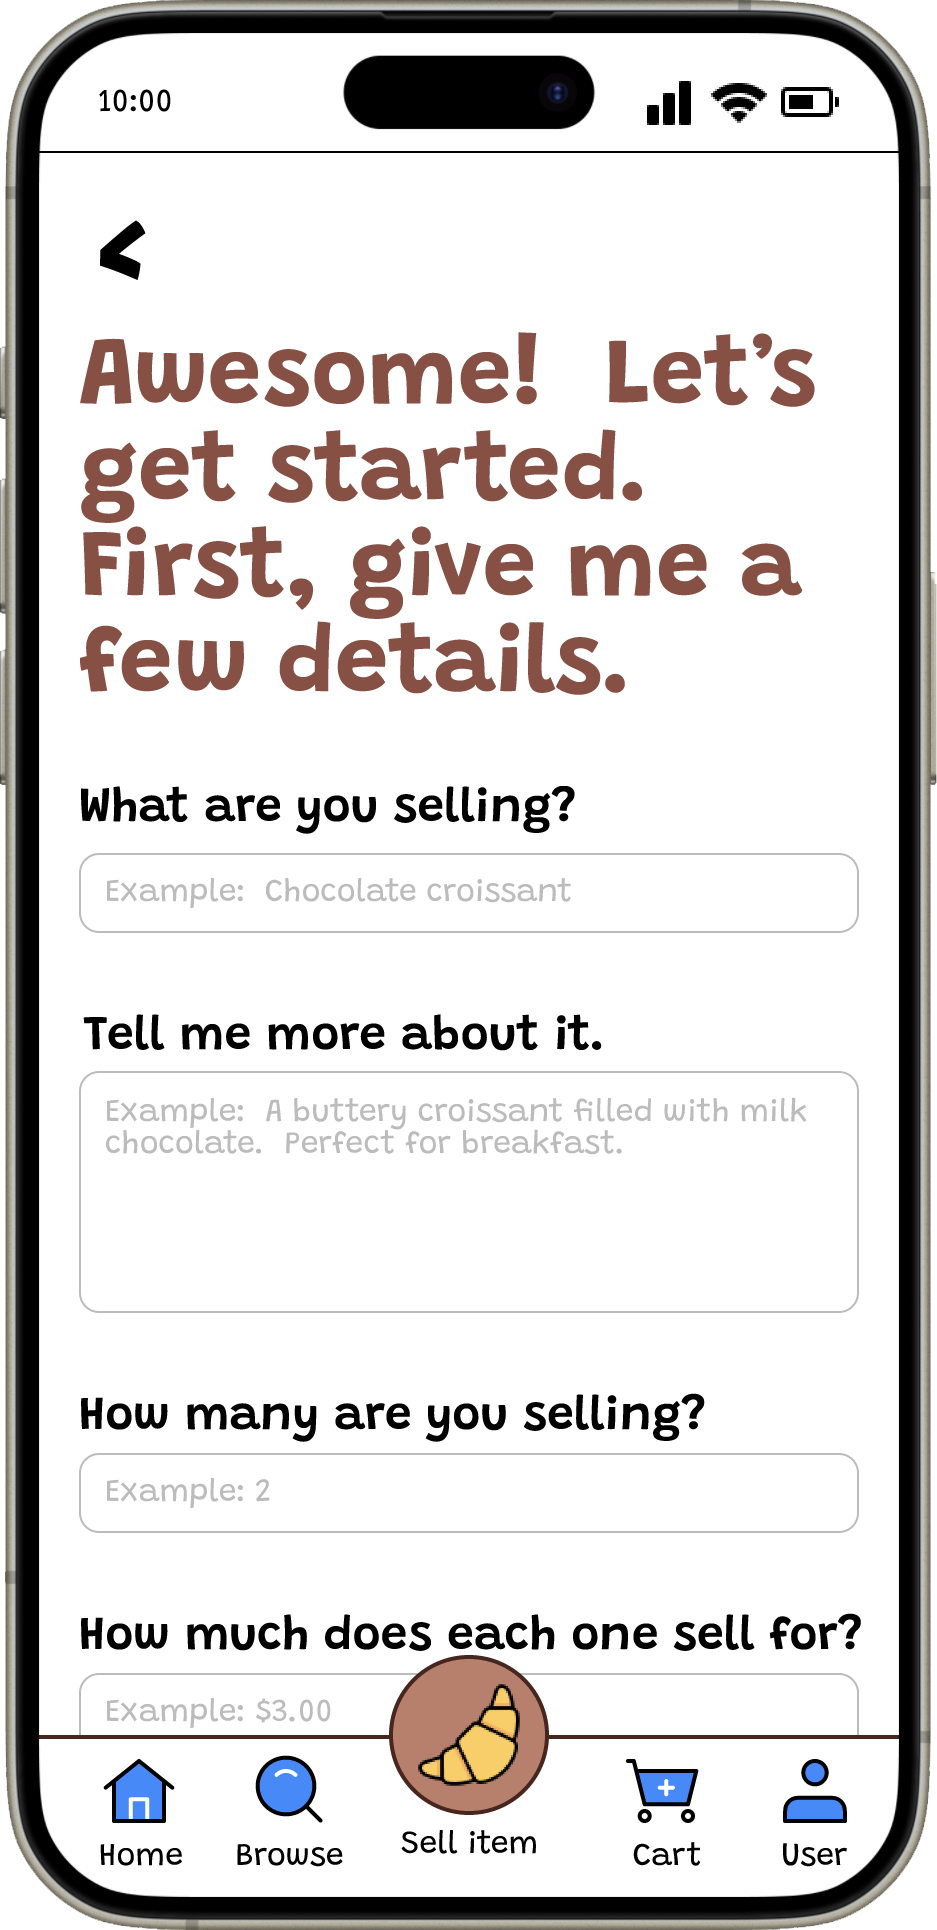 10:00
Awesome!  Let’s
get started.
First, give me a
few details.
What are you selling?
Example:  Chocolate croissant
Tell me more about it.
Example:  A buttery croissant filled with milk
chocolate.  Perfect for breakfast.
How many are you selling?
Example: 2
How much does each one sell for?
Example: $3.00
Home
Browse
Sell item
Cart
User